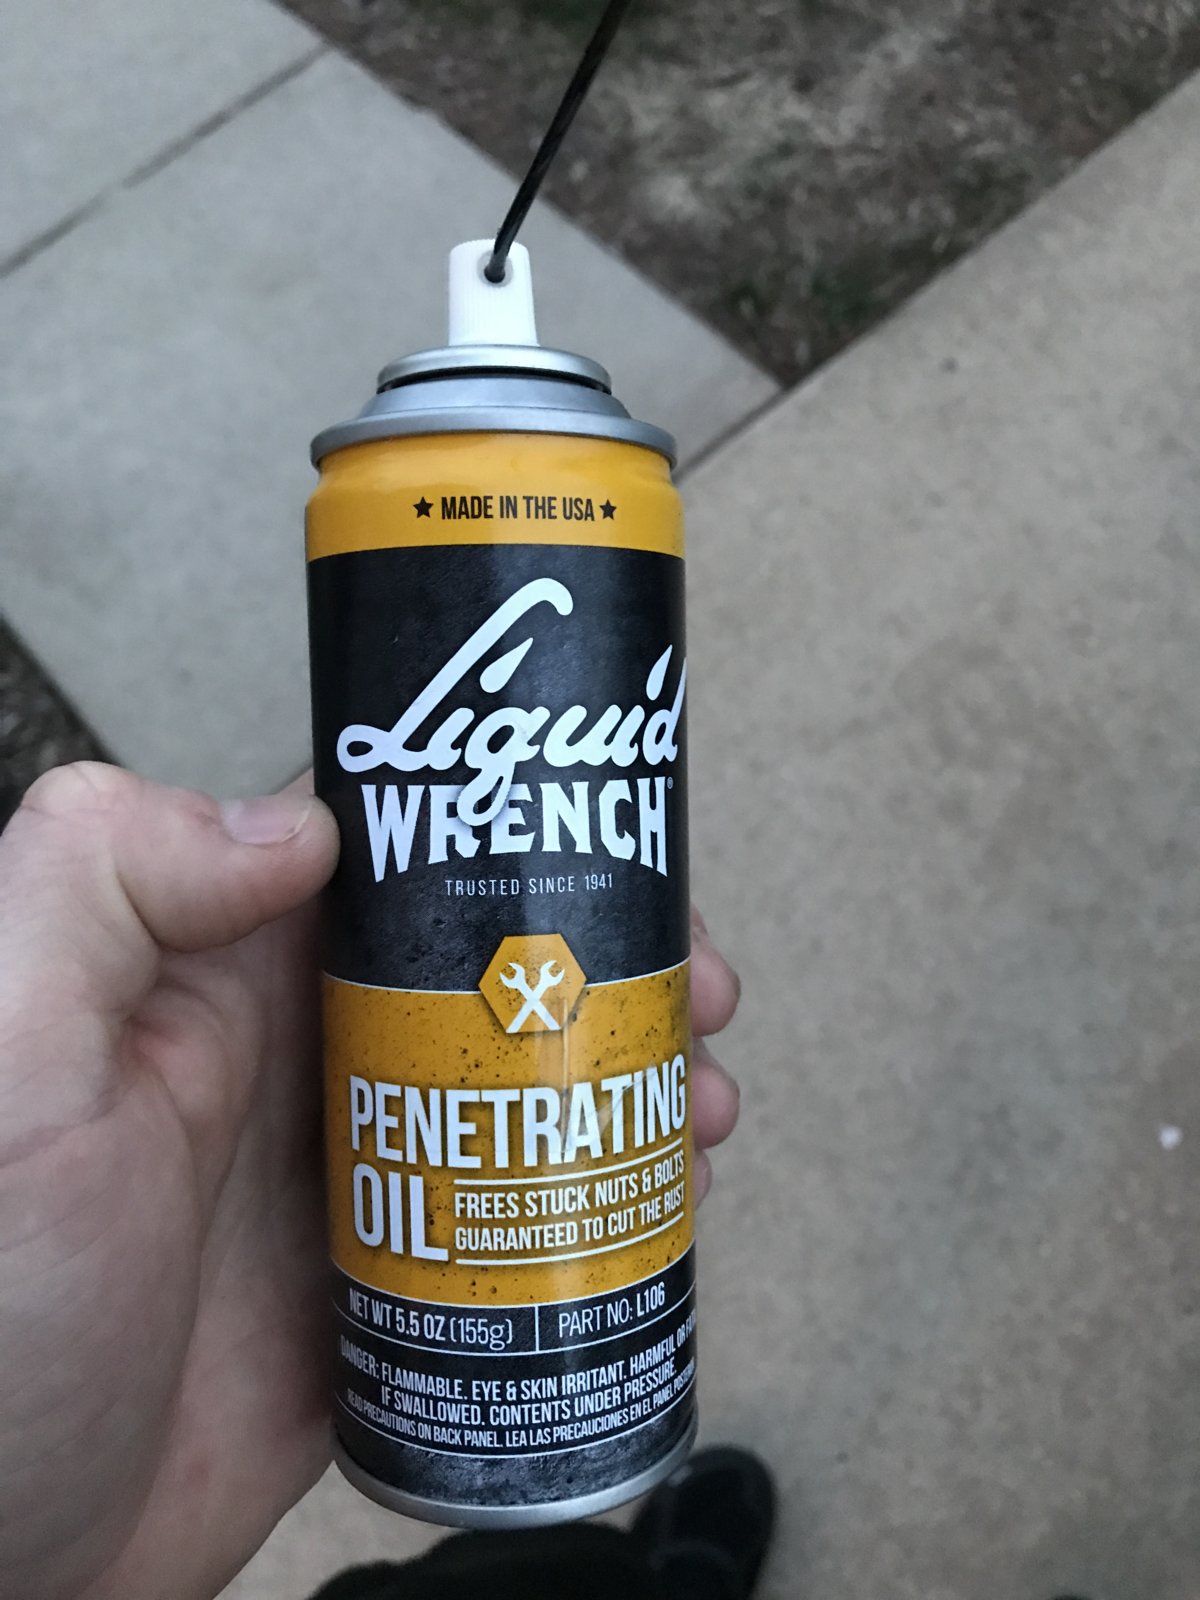 ★ MADE IN THE USA ★
Liquid
WRENCH®
TRUSTED SINCE 1941
PENETRATING
OIL
FREES STUCK NUTS & BOLTS
GUARANTEED TO CUT THE RUST
NET WT 5.5 OZ (155g)
PART NO: L106
DANGER: FLAMMABLE. EYE & SKIN IRRITANT. HARMFUL OR
IF SWALLOWED. CONTENTS UNDER PRESSURE.
READ PRECAUTIONS ON BACK PANEL. LEA LAS PRECAUCIONES EN EL PANEL